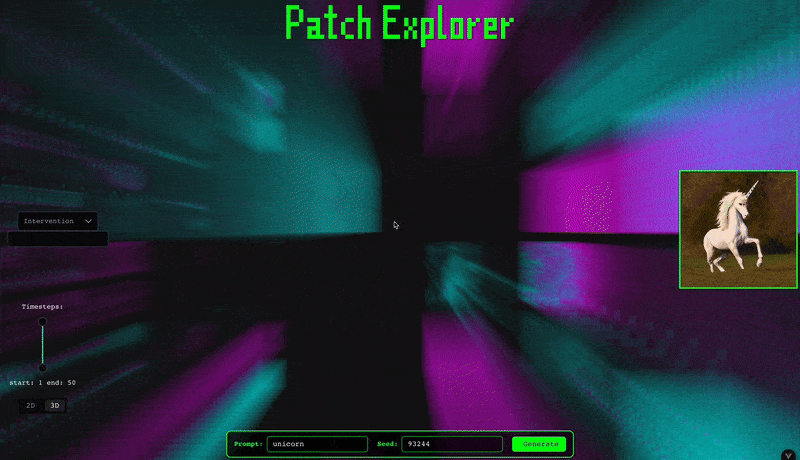 Patch Explorer
Intervention
Timesteps:
start: 1 end: 50
2D 3D
Prompt: unicorn Seed: 93244 Generate